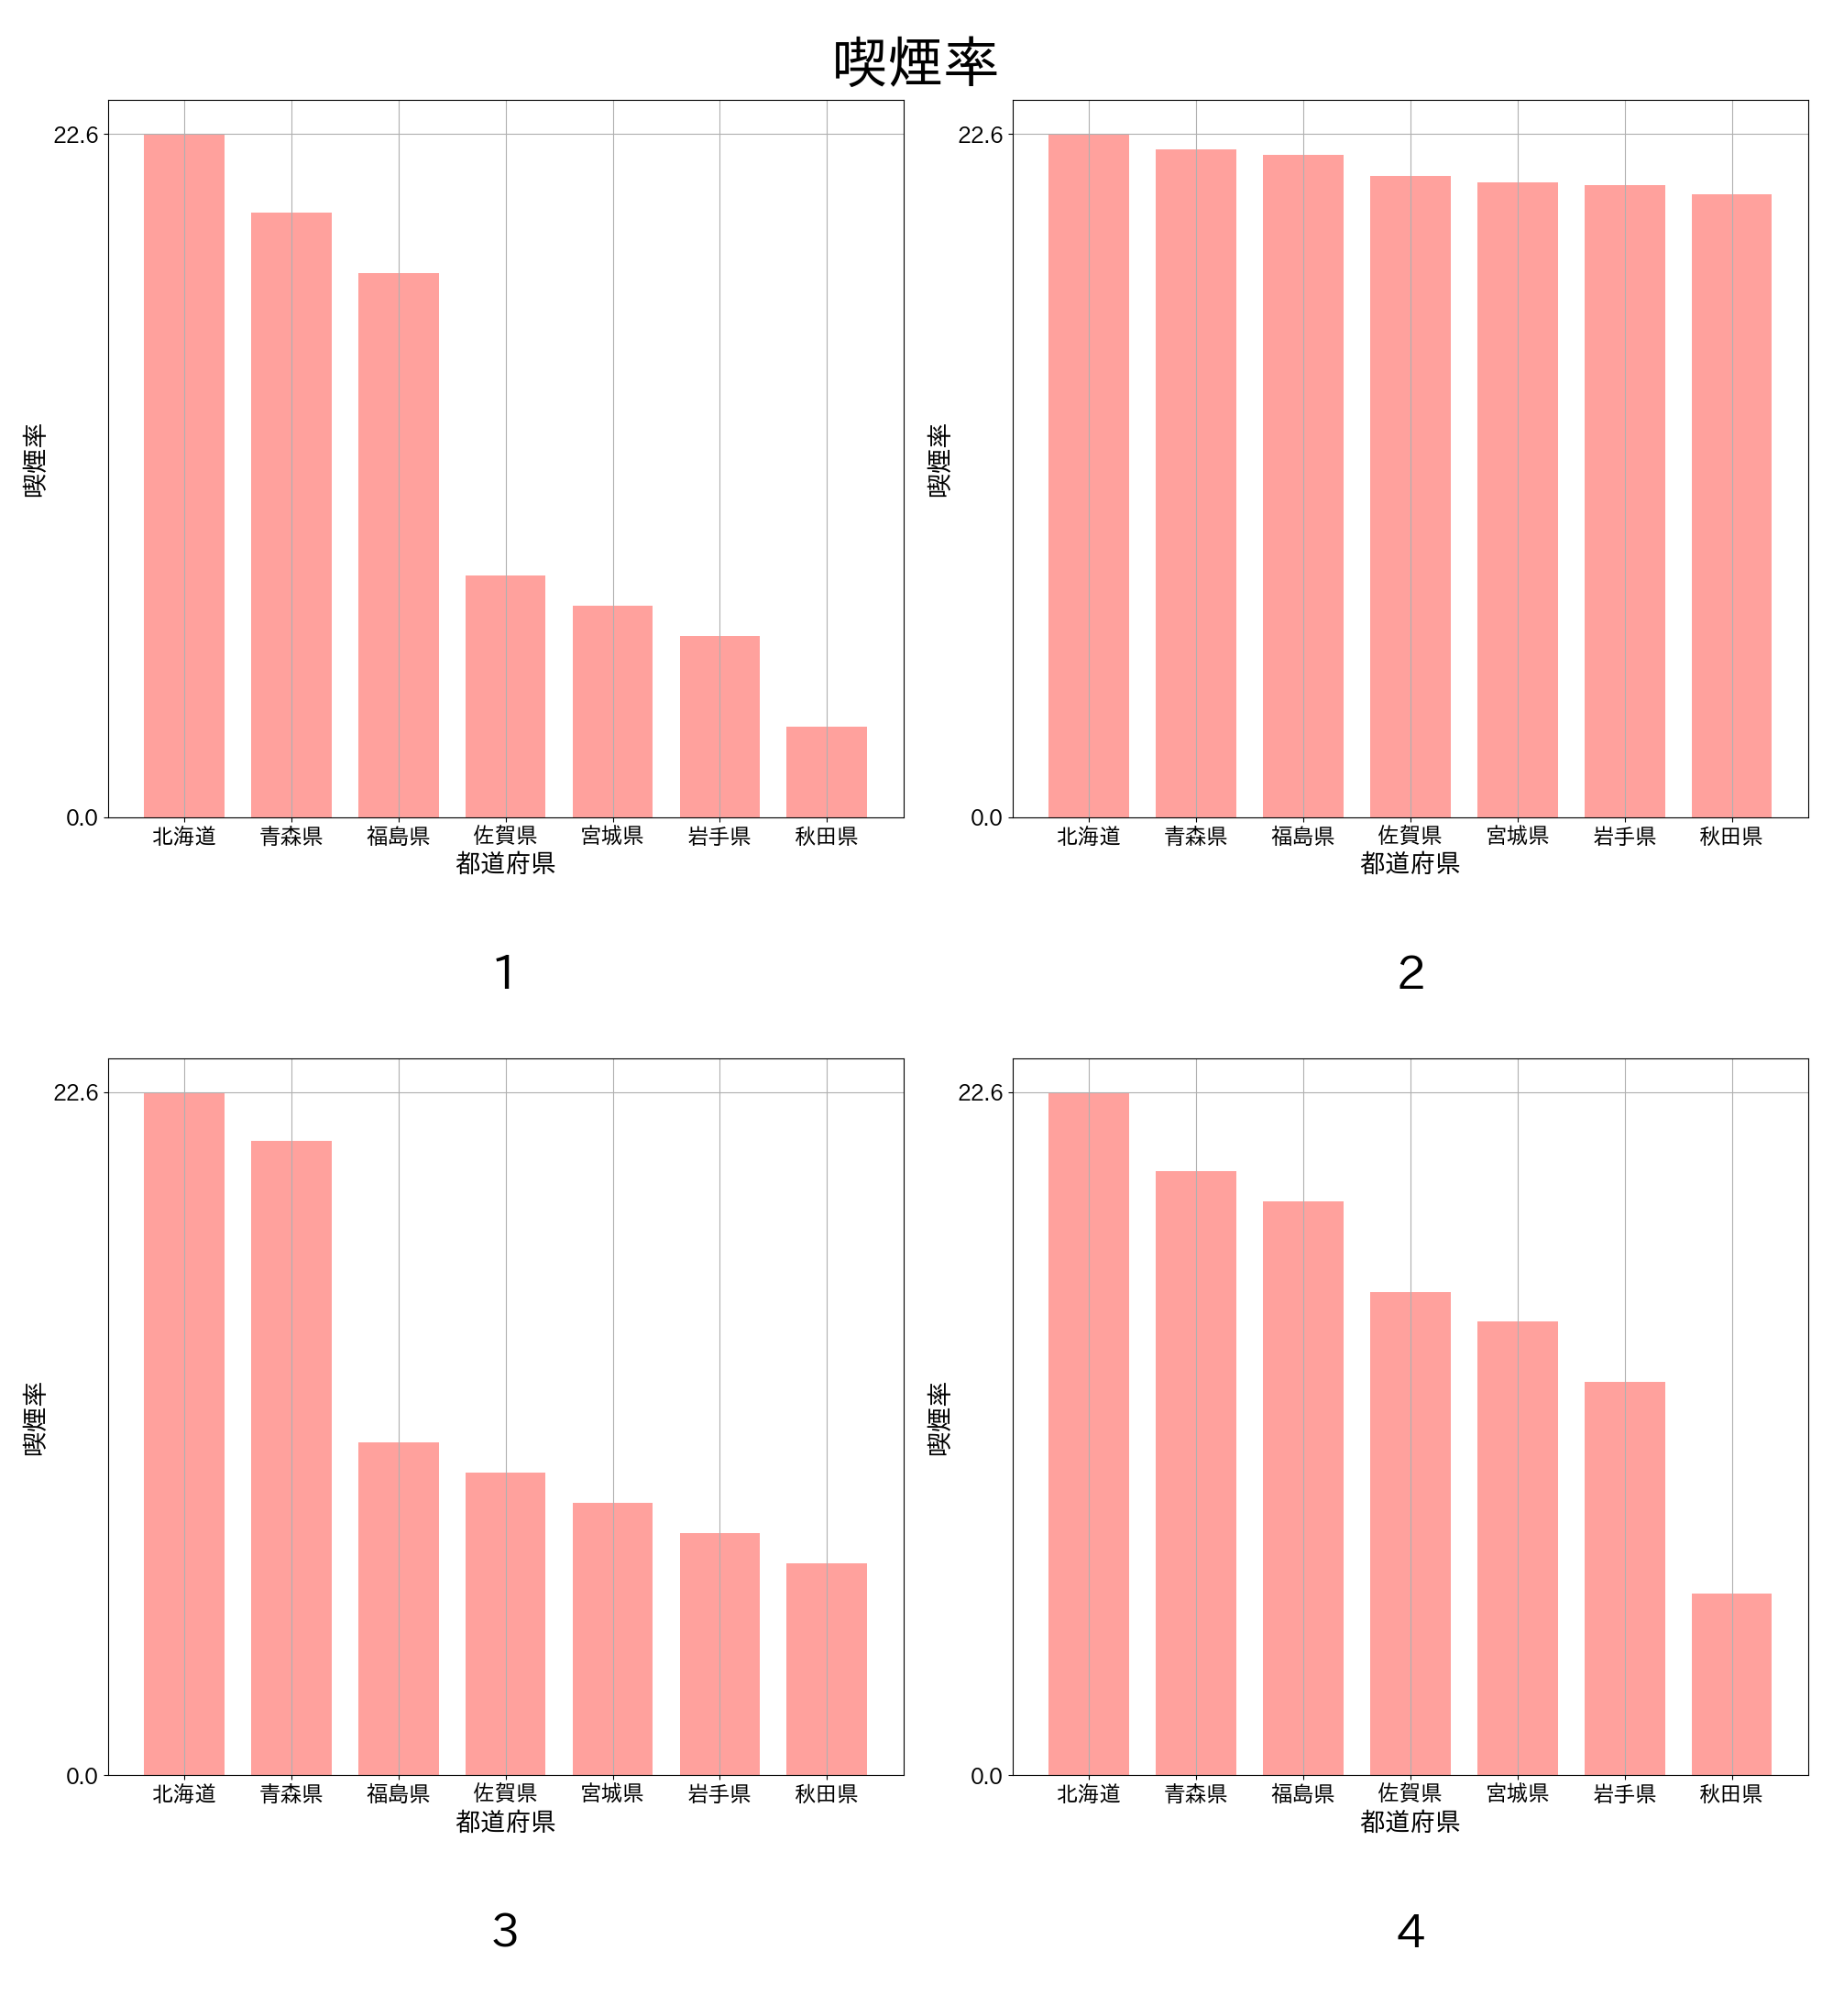 喫煙率
22.6
0.0
喫煙率
北海道 青森県 福島県 佐賀県 宮城県 岩手県 秋田県
都道府県
1
22.6
0.0
喫煙率
北海道 青森県 福島県 佐賀県 宮城県 岩手県 秋田県
都道府県
2
22.6
0.0
喫煙率
北海道 青森県 福島県 佐賀県 宮城県 岩手県 秋田県
都道府県
3
22.6
0.0
喫煙率
北海道 青森県 福島県 佐賀県 宮城県 岩手県 秋田県
都道府県
4